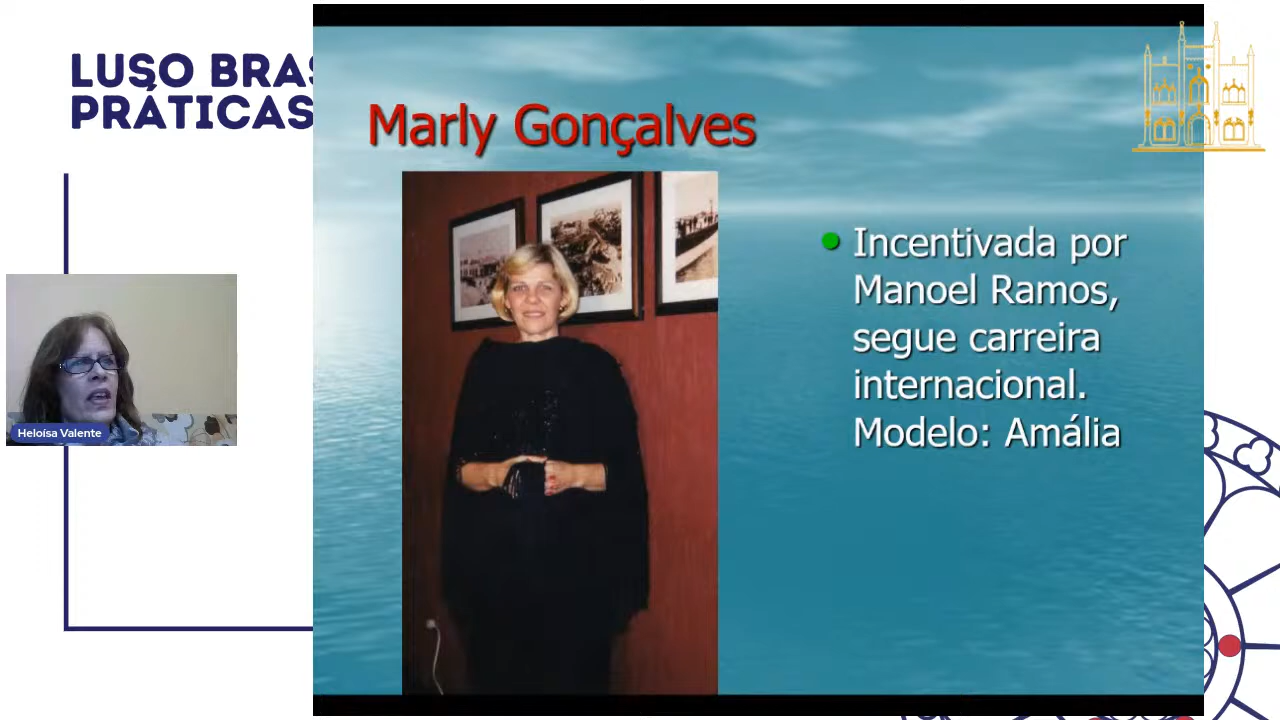 LUSO BRAS
PRÁTICAS
Marly Gonçalves
Incentivada por
Manoel Ramos,
segue carreira
internacional.
Modelo: Amália
Heloísa Valente